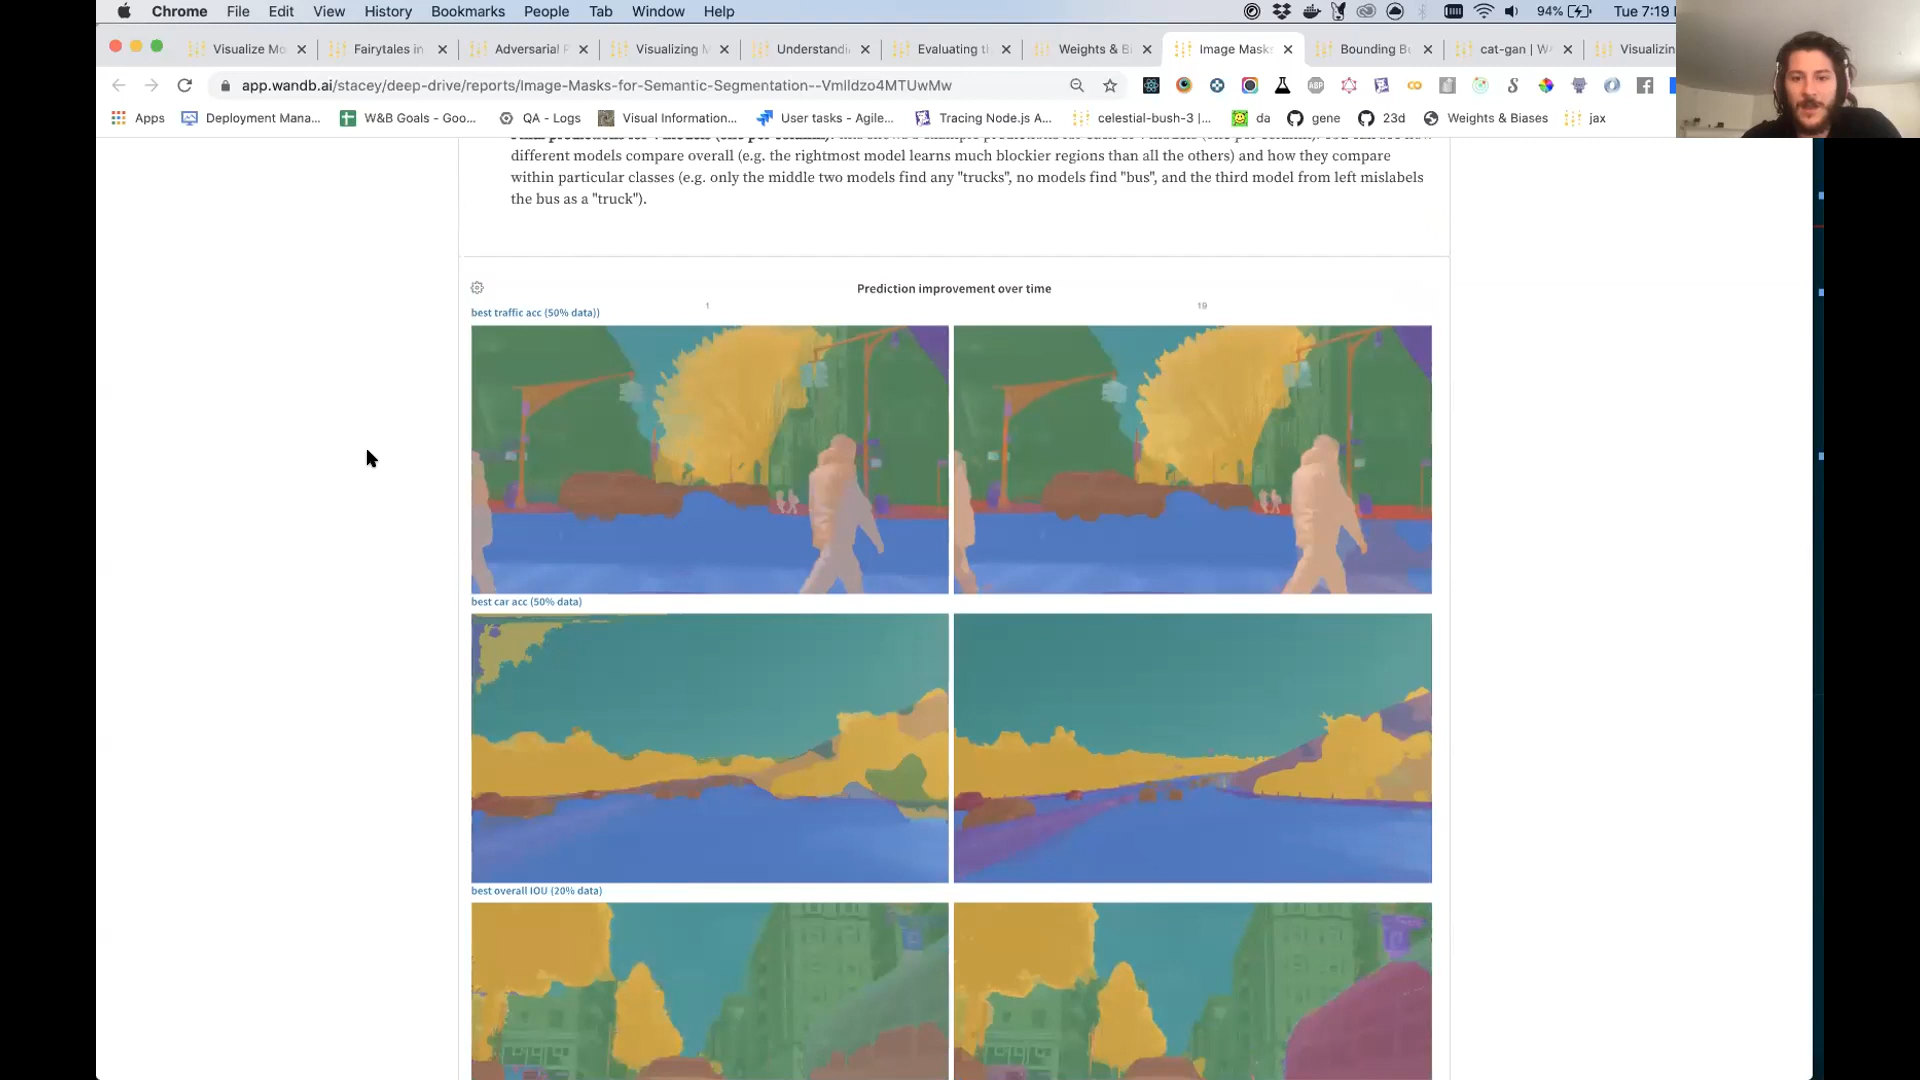 Chrome File Edit View History Bookmarks People Tab Window Help 94% Tue 7:19
Visualize Mo Fairytales in Adversarial P Visualizing M Understandi Evaluating th Weights & Bi Image Masks Bounding Bo cat-gan | W Visualizin
app.wandb.ai/stacey/deep-drive/reports/Image-Masks-for-Semantic-Segmentation--Vmlldzo4MTUwMw
Apps Deployment Mana... W&B Goals - Goo... QA - Logs Visual Information... User tasks - Agile... Tracing Node.js A... celestial-bush-3 |... da gene 23d Weights & Biases jax
different models compare overall (e.g. the rightmost model learns much blockier regions than all the others) and how they compare
within particular classes (e.g. only the middle two models find any "trucks", no models find "bus", and the third model from left mislabels
the bus as a "truck").
Prediction improvement over time
1 19
best traffic acc (50% data))
best car acc (50% data)
best overall IOU (20% data)